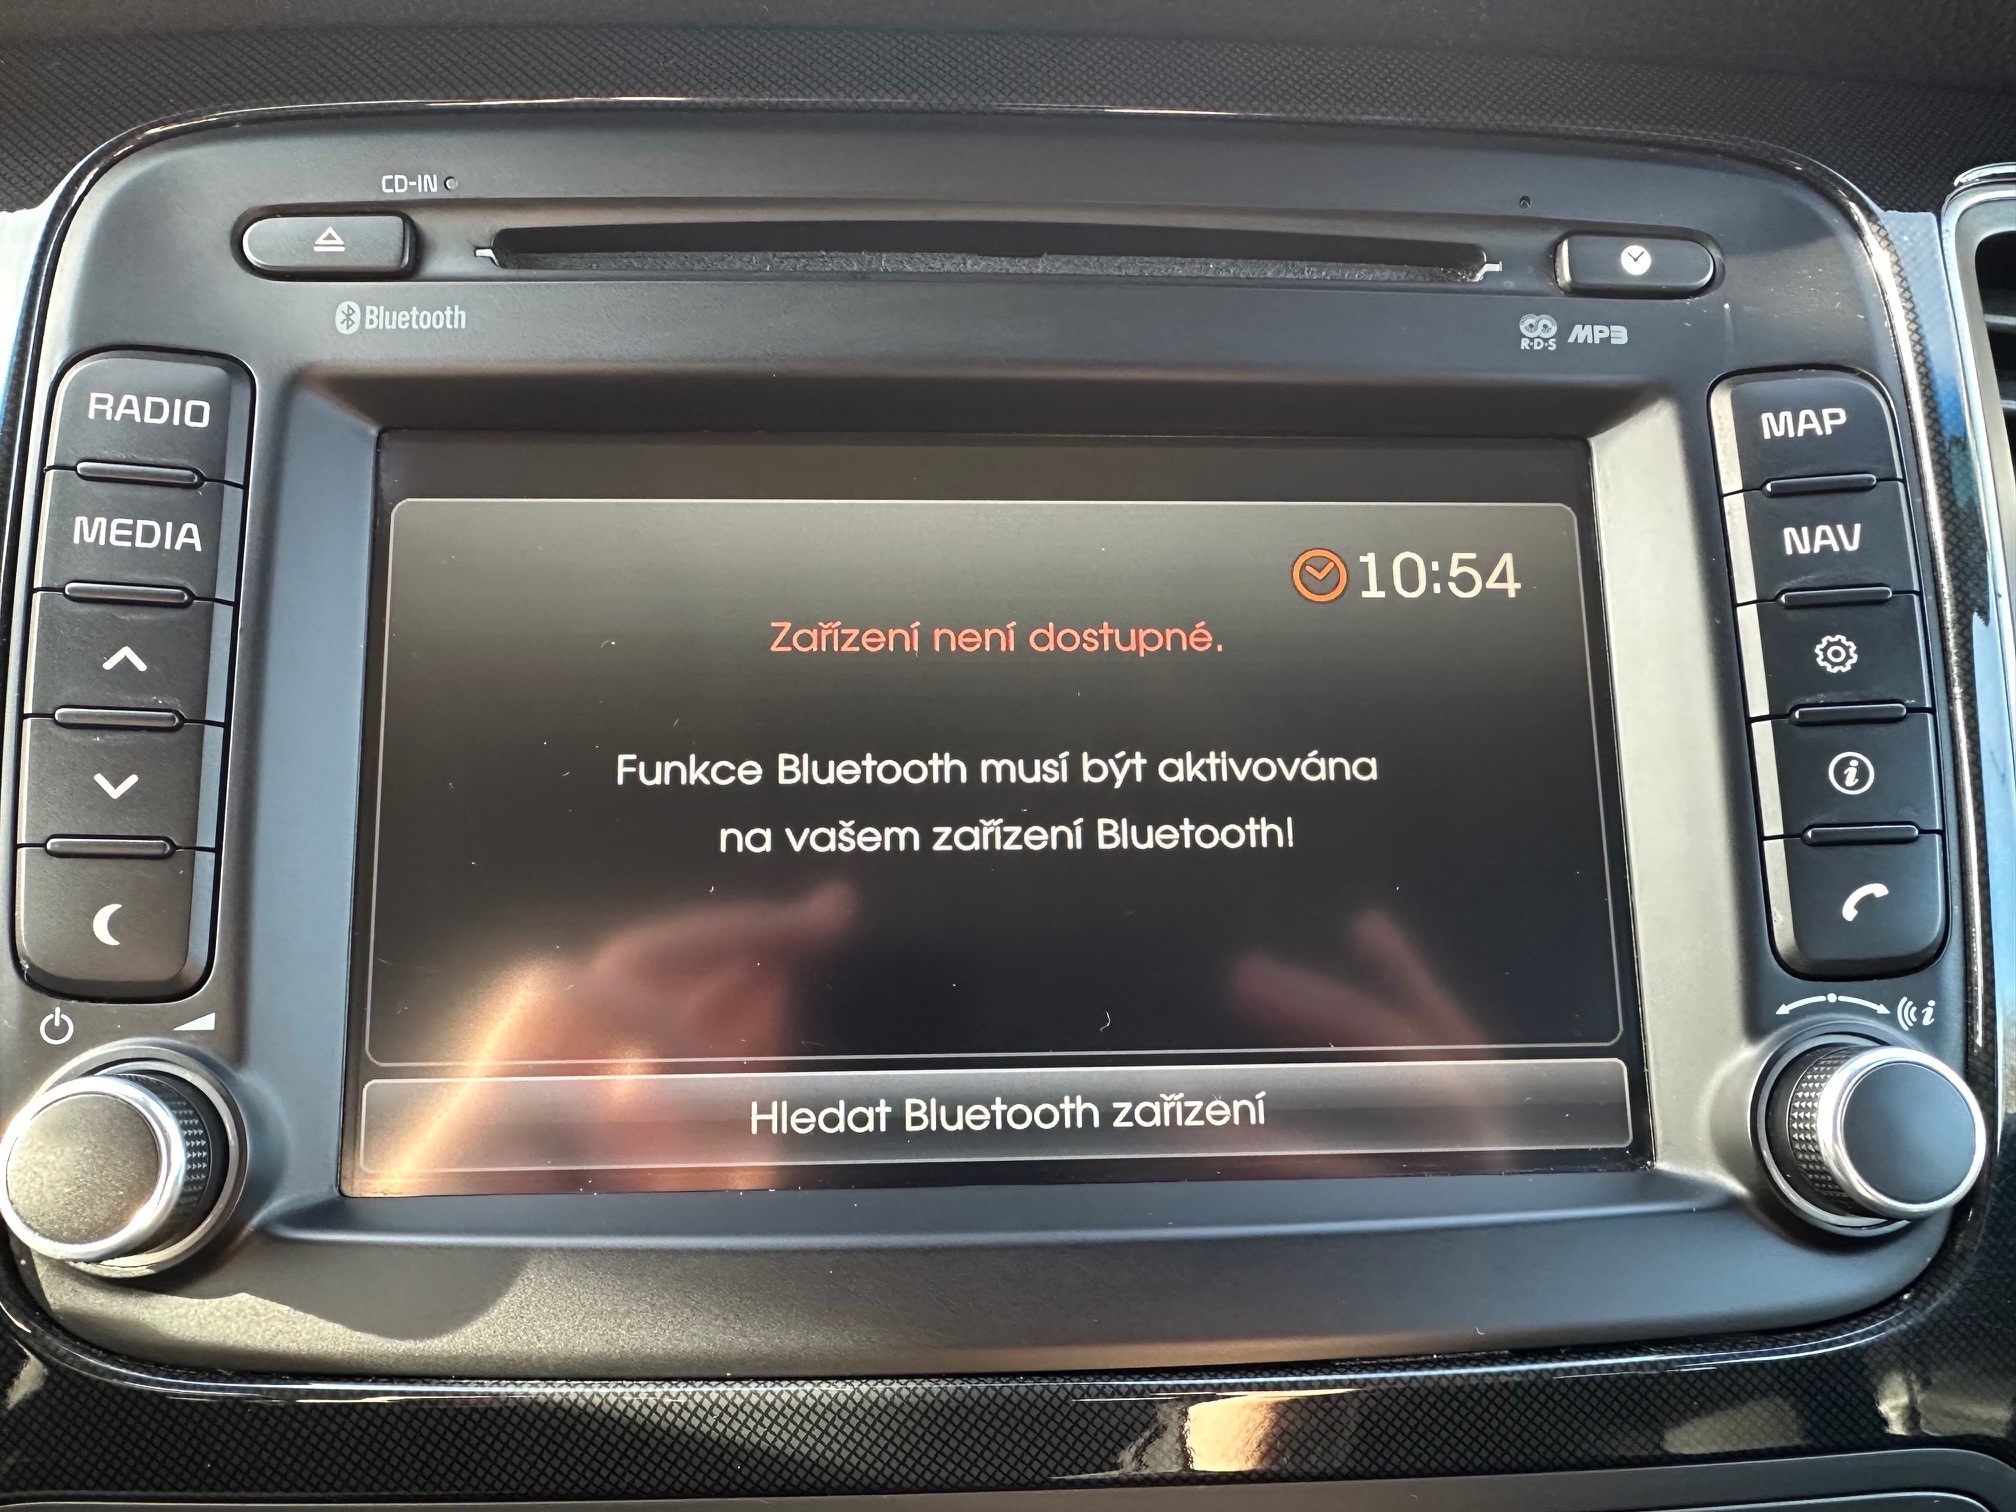 CD-IN
Bluetooth
R·D·S MP3
RADIO
MEDIA
MAP
NAV
10:54
Zařízení není dostupné.
Funkce Bluetooth musí být aktivována
na vašem zařízení Bluetooth!
Hledat Bluetooth zařízení